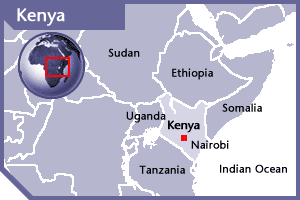 Kenya
Sudan
Ethiopia
Somalia
Uganda
Kenya
Nairobi
Tanzania
Indian Ocean